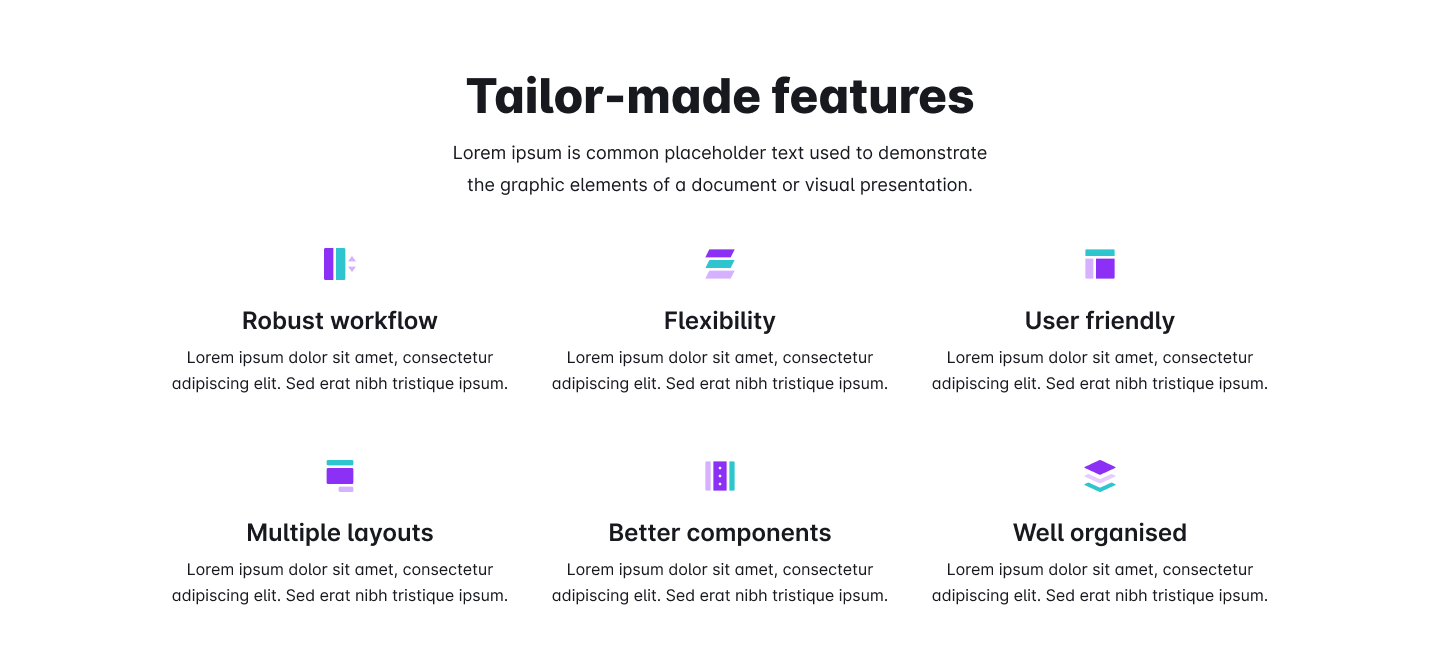 Tailor-made features
Lorem ipsum is common placeholder text used to demonstrate
the graphic elements of a document or visual presentation.
Robust workflow
Lorem ipsum dolor sit amet, consectetur
adipiscing elit. Sed erat nibh tristique ipsum.
Flexibility
Lorem ipsum dolor sit amet, consectetur
adipiscing elit. Sed erat nibh tristique ipsum.
User friendly
Lorem ipsum dolor sit amet, consectetur
adipiscing elit. Sed erat nibh tristique ipsum.
Multiple layouts
Lorem ipsum dolor sit amet, consectetur
adipiscing elit. Sed erat nibh tristique ipsum.
Better components
Lorem ipsum dolor sit amet, consectetur
adipiscing elit. Sed erat nibh tristique ipsum.
Well organised
Lorem ipsum dolor sit amet, consectetur
adipiscing elit. Sed erat nibh tristique ipsum.